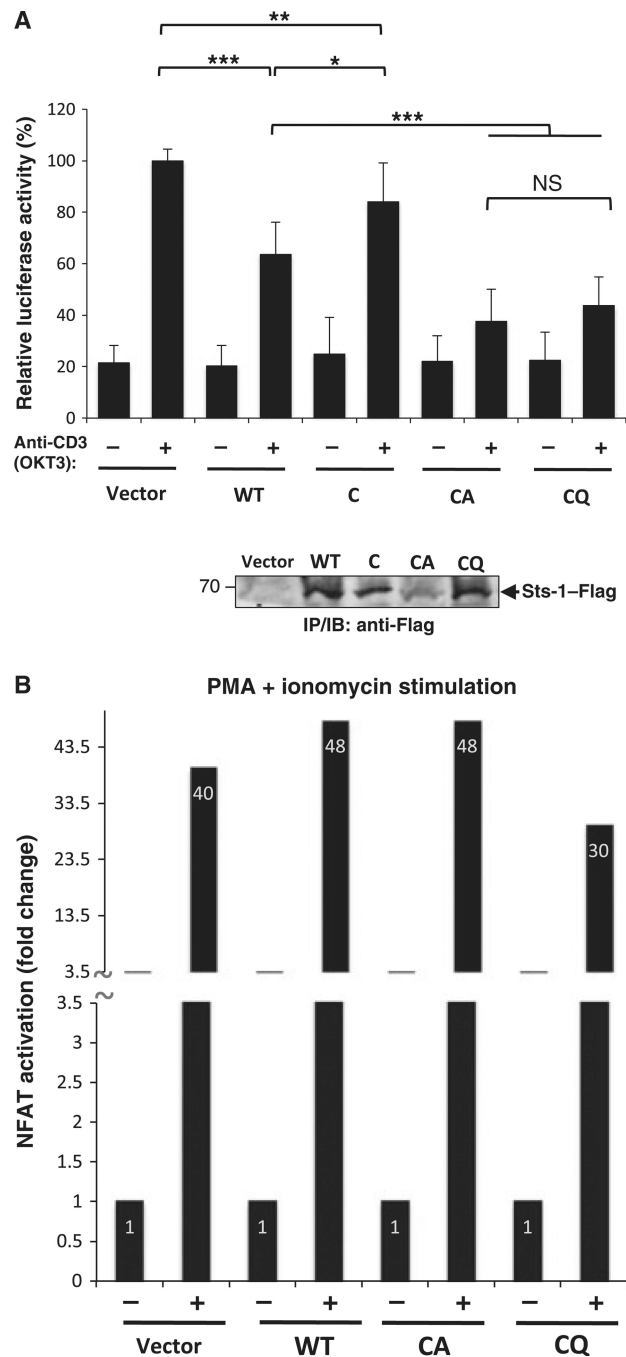 A
**
*** *
***
NS
Relative luciferase activity (%)
120
100
80
60
40
20
0
Anti-CD3 (OKT3):
– + – + – + – + – +
Vector WT C CA CQ
Vector WT C CA CQ
70
Sts-1–Flag
IP/IB: anti-Flag
B
PMA + ionomycin stimulation
NFAT activation (fold change)
43.5
33.5
23.5
13.5
3.5
~
~
3.5
3
2.5
2
1.5
1
0.5
0
40 48 48 30
1 1 1 1
– + – + – + – +
Vector WT CA CQ